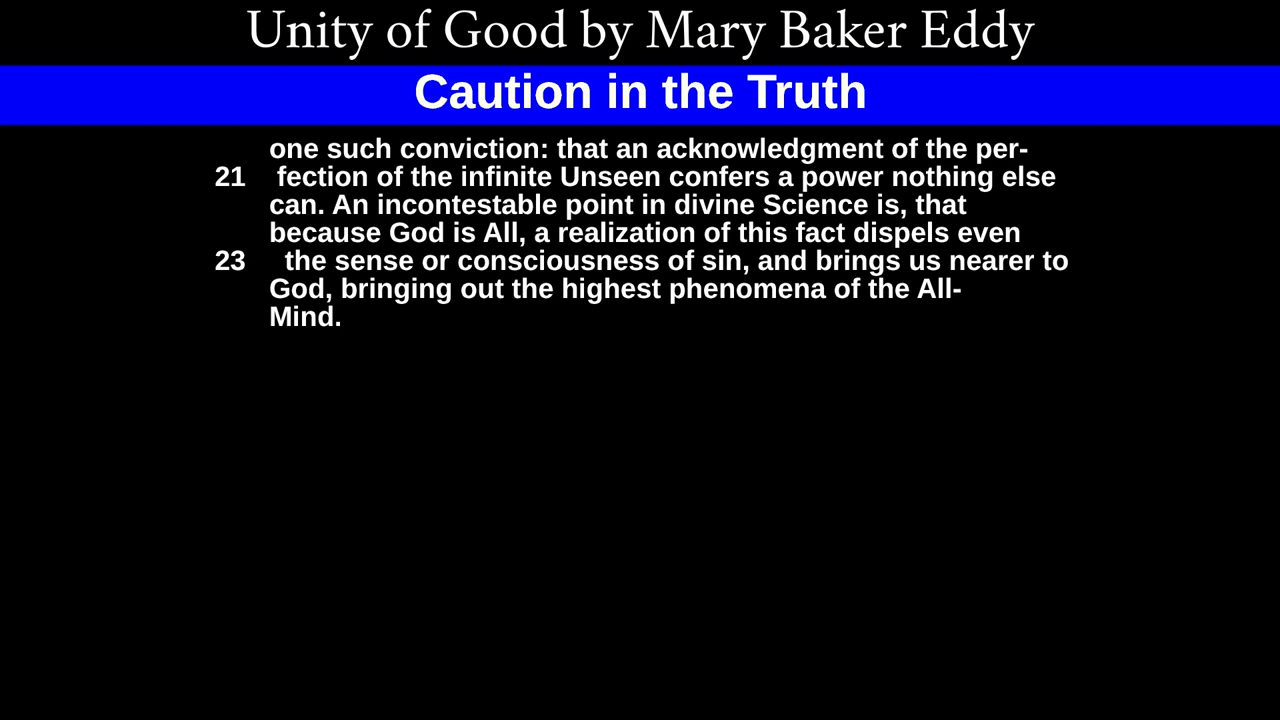 Unity of Good by Mary Baker Eddy
Caution in the Truth
one such conviction: that an acknowledgment of the per-
21 fection of the infinite Unseen confers a power nothing else
can. An incontestable point in divine Science is, that
because God is All, a realization of this fact dispels even
23 the sense or consciousness of sin, and brings us nearer to
God, bringing out the highest phenomena of the All-
Mind.